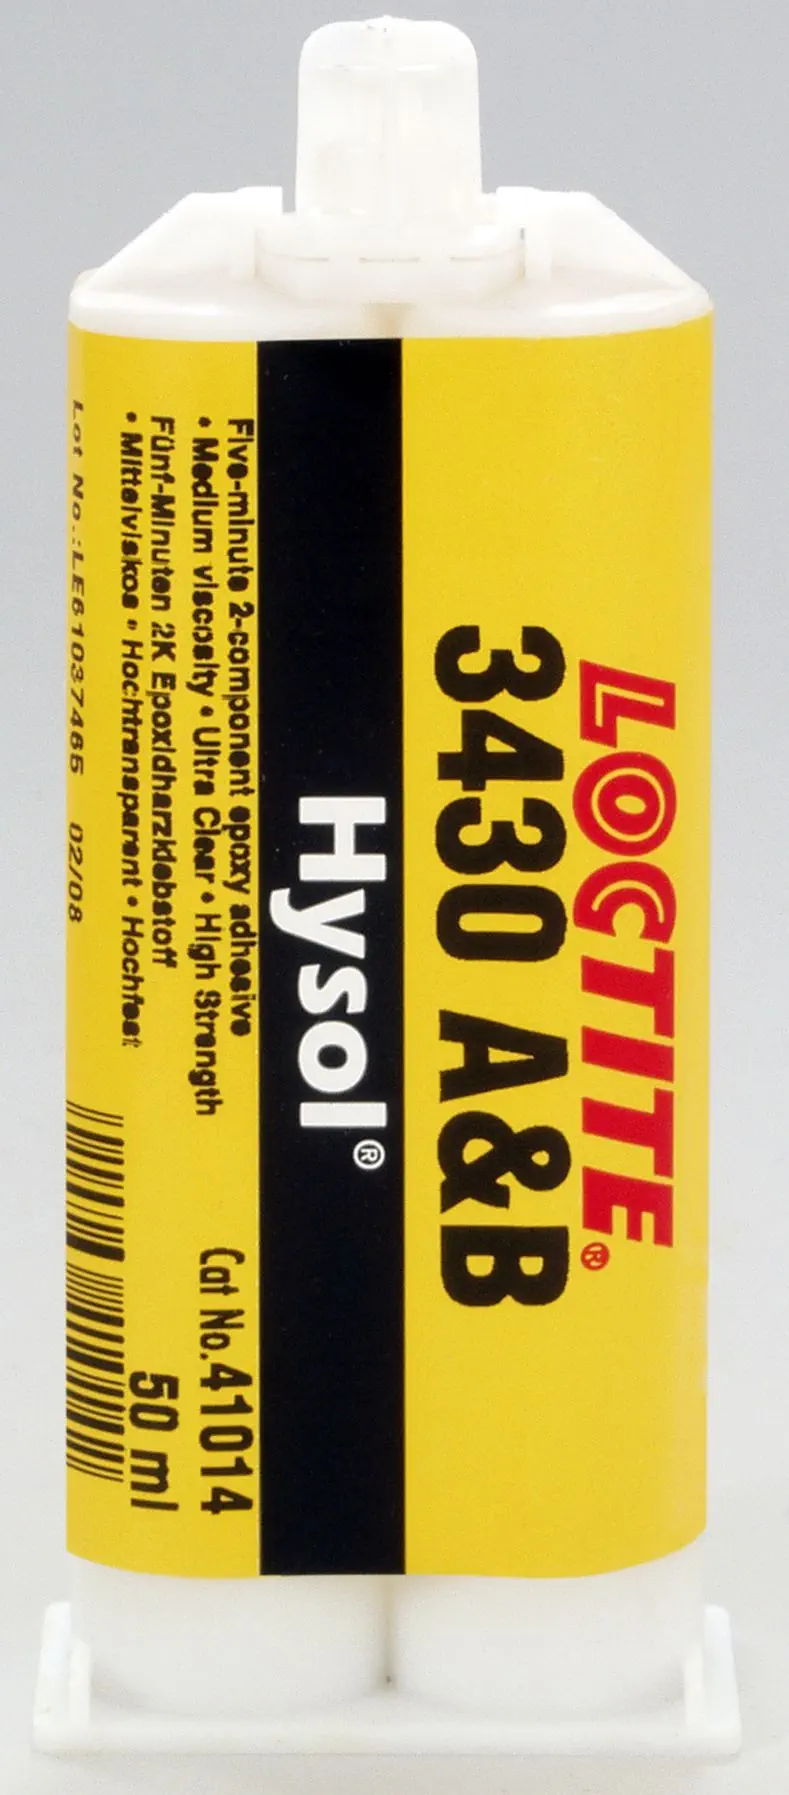 LOCTITE®
3430 A&B
Hysol®
Five-minute 2-component epoxy adhesive
• Medium viscosity • Ultra Clear • High Strength
Fünf-Minuten 2K Epoxidharzklebstoff
• Mittelviskos • Hochtransparent • Hochfest
Lot No.:LE61037465 02/08
Cat No.41014
50 ml